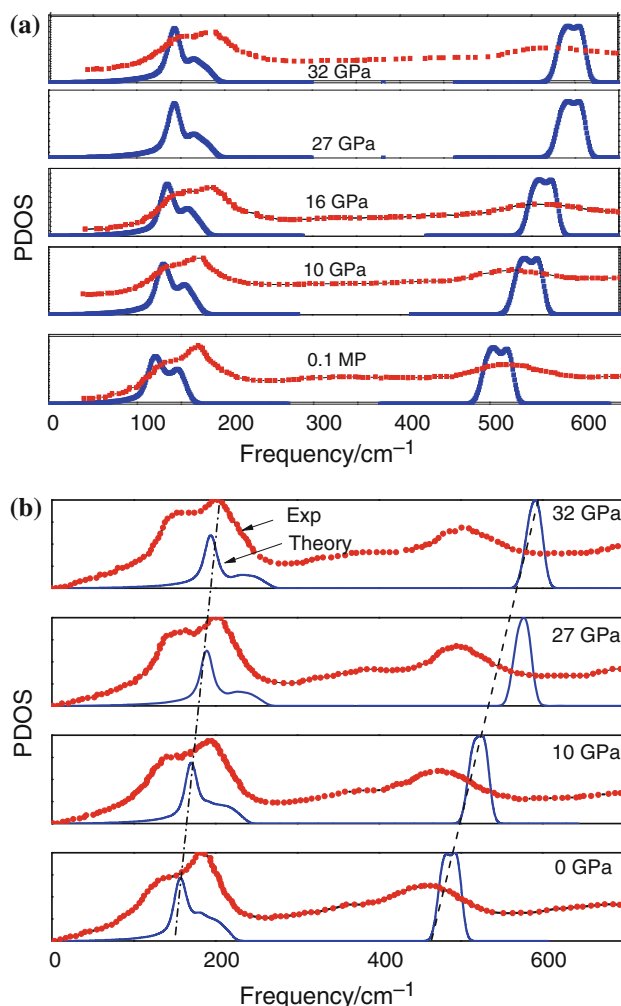 (a)
32 GPa
27 GPa
16 GPa
10 GPa
0.1 MP
PDOS
0 100 200 300 400 500 600
Frequency/cm⁻¹
(b)
32 GPa
Exp
Theory
27 GPa
10 GPa
0 GPa
PDOS
0 200 400 600
Frequency/cm⁻¹